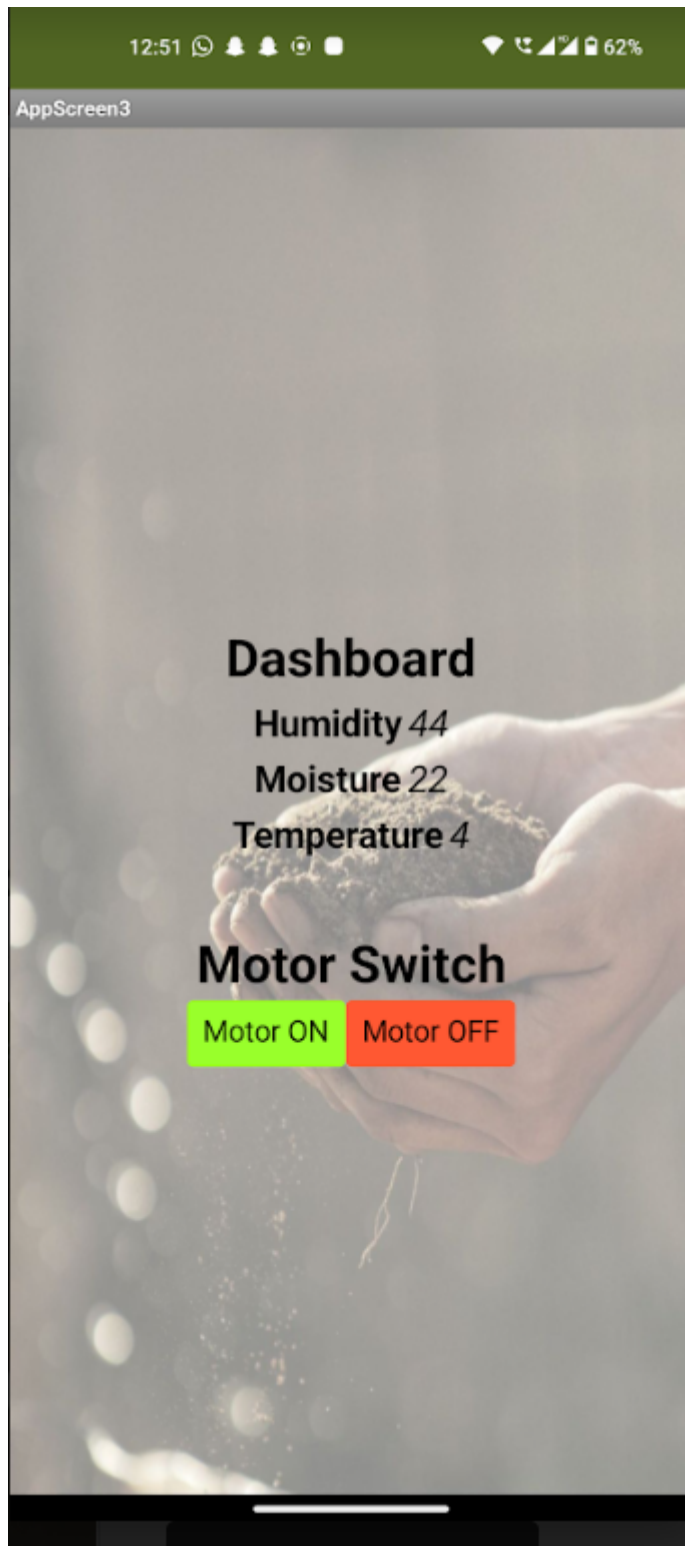 12:51 62%
AppScreen3
Dashboard
Humidity 44
Moisture 22
Temperature 4
Motor Switch
Motor ON Motor OFF